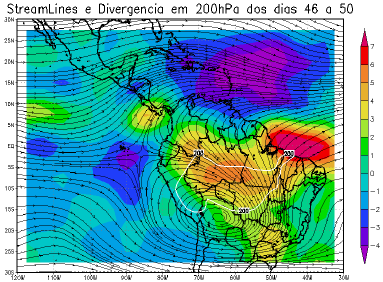 StreamLines e Divergencia em 200hPa dos dias 46 a 50
30N
25N
20N
15N
10N
5N
EQ
5S
10S
15S
20S
25S
30S
120W 110W 100W 90W 80W 70W 60W 50W 40W 30W
7
6
5
4
3
2
1
0
-1
-2
-3
-4
200 200
200